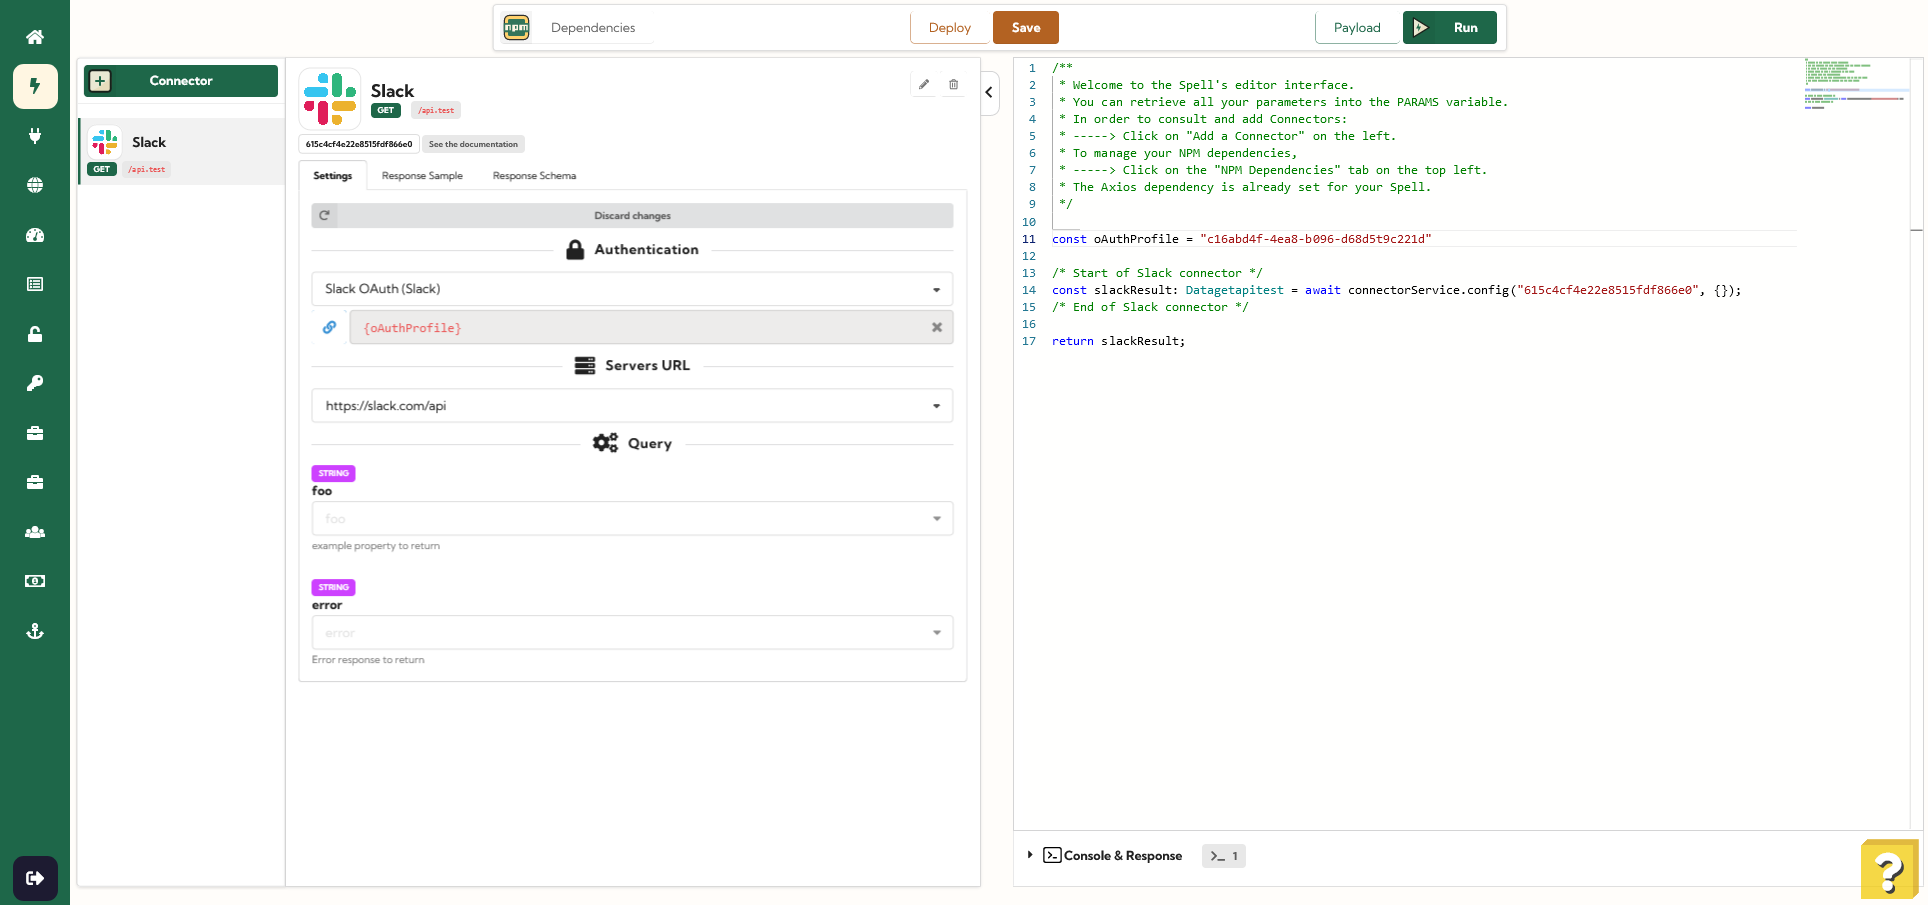 npm
Dependencies
Deploy
Save
Payload
Run
Connector
Slack
GET
/api.test
Slack
GET
/api.test
615c4cf4e22e8515fdf866e0
See the documentation
Settings
Response Sample
Response Schema
Discard changes
Authentication
Slack OAuth (Slack)
{oAuthProfile}
Servers URL
https://slack.com/api
Query
STRING
foo
foo
example property to return
STRING
error
error
Error response to return
1 /**
2 * Welcome to the Spell's editor interface.
3 * You can retrieve all your parameters into the PARAMS variable.
4 * In order to consult and add Connectors:
5 * -----> Click on "Add a Connector" on the left.
6 * To manage your NPM dependencies,
7 * -----> Click on the "NPM Dependencies" tab on the top left.
8 * The Axios dependency is already set for your Spell.
9 */
10
11 const oAuthProfile = "c16abd4f-4ea8-b096-d68d5t9c221d"
12
13 /* Start of Slack connector */
14 const slackResult: Datagetapitest = await connectorService.config("615c4cf4e22e8515fdf866e0", {});
15 /* End of Slack connector */
16
17 return slackResult;
Console & Response
>_ 1
?